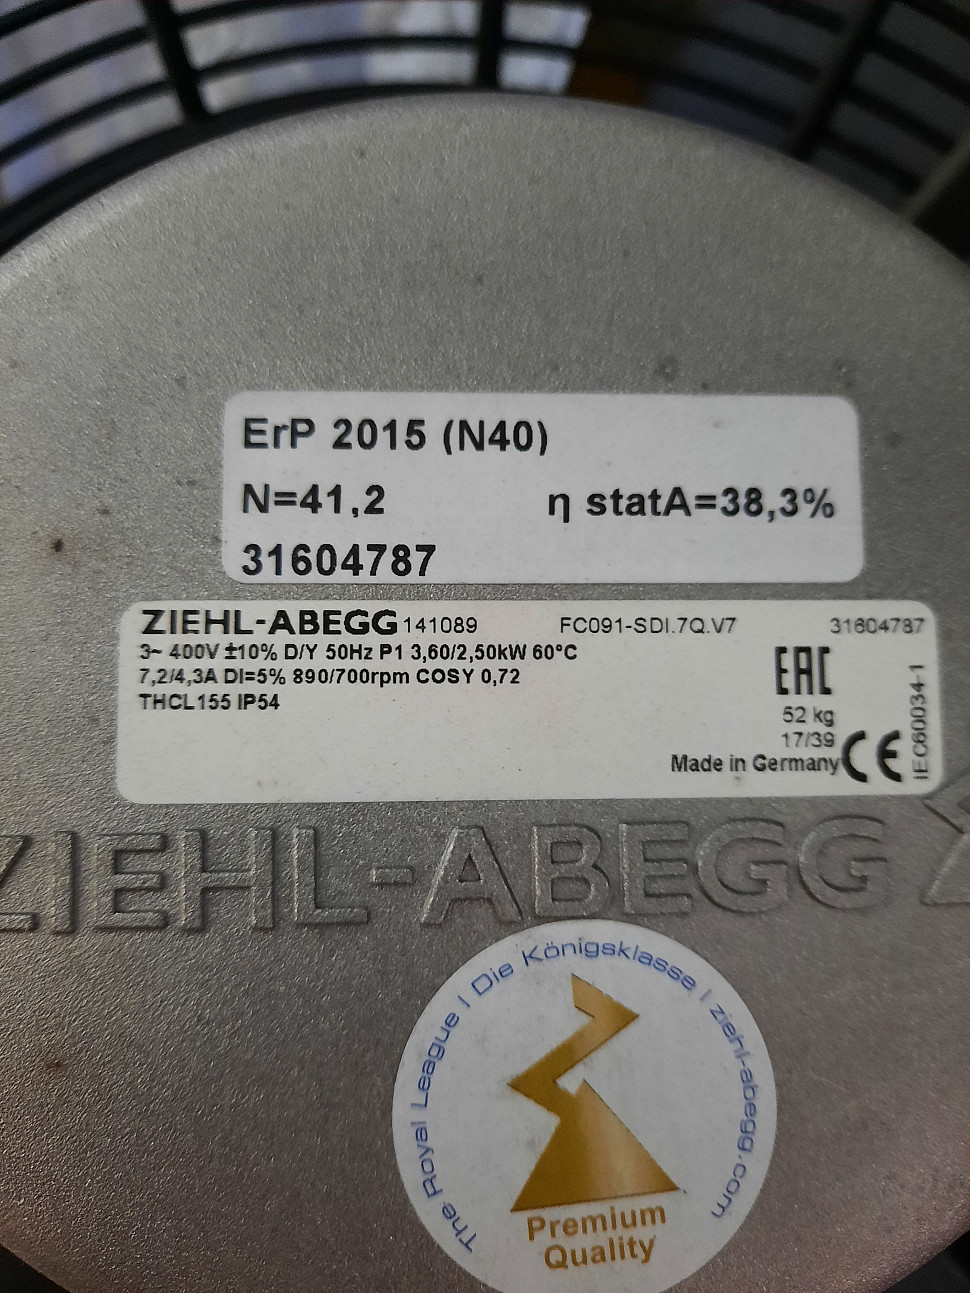 ErP 2015 (N40)
N=41,2 η statA=38,3%
31604787
ZIEHL-ABEGG 141089 FC091-SDI.7Q.V7 31604787
3~ 400V ±10% D/Y 50Hz P1 3,60/2,50kW 60°C
7,2/4,3A DI=5% 890/700rpm COSY 0,72
THCL155 IP54
EAC
52 kg
17/39
Made in Germany CE
IEC60034-1
ZIEHL-ABEGG
The Royal League | Die Königsklasse | ziehl-abegg.com
Premium
Quality